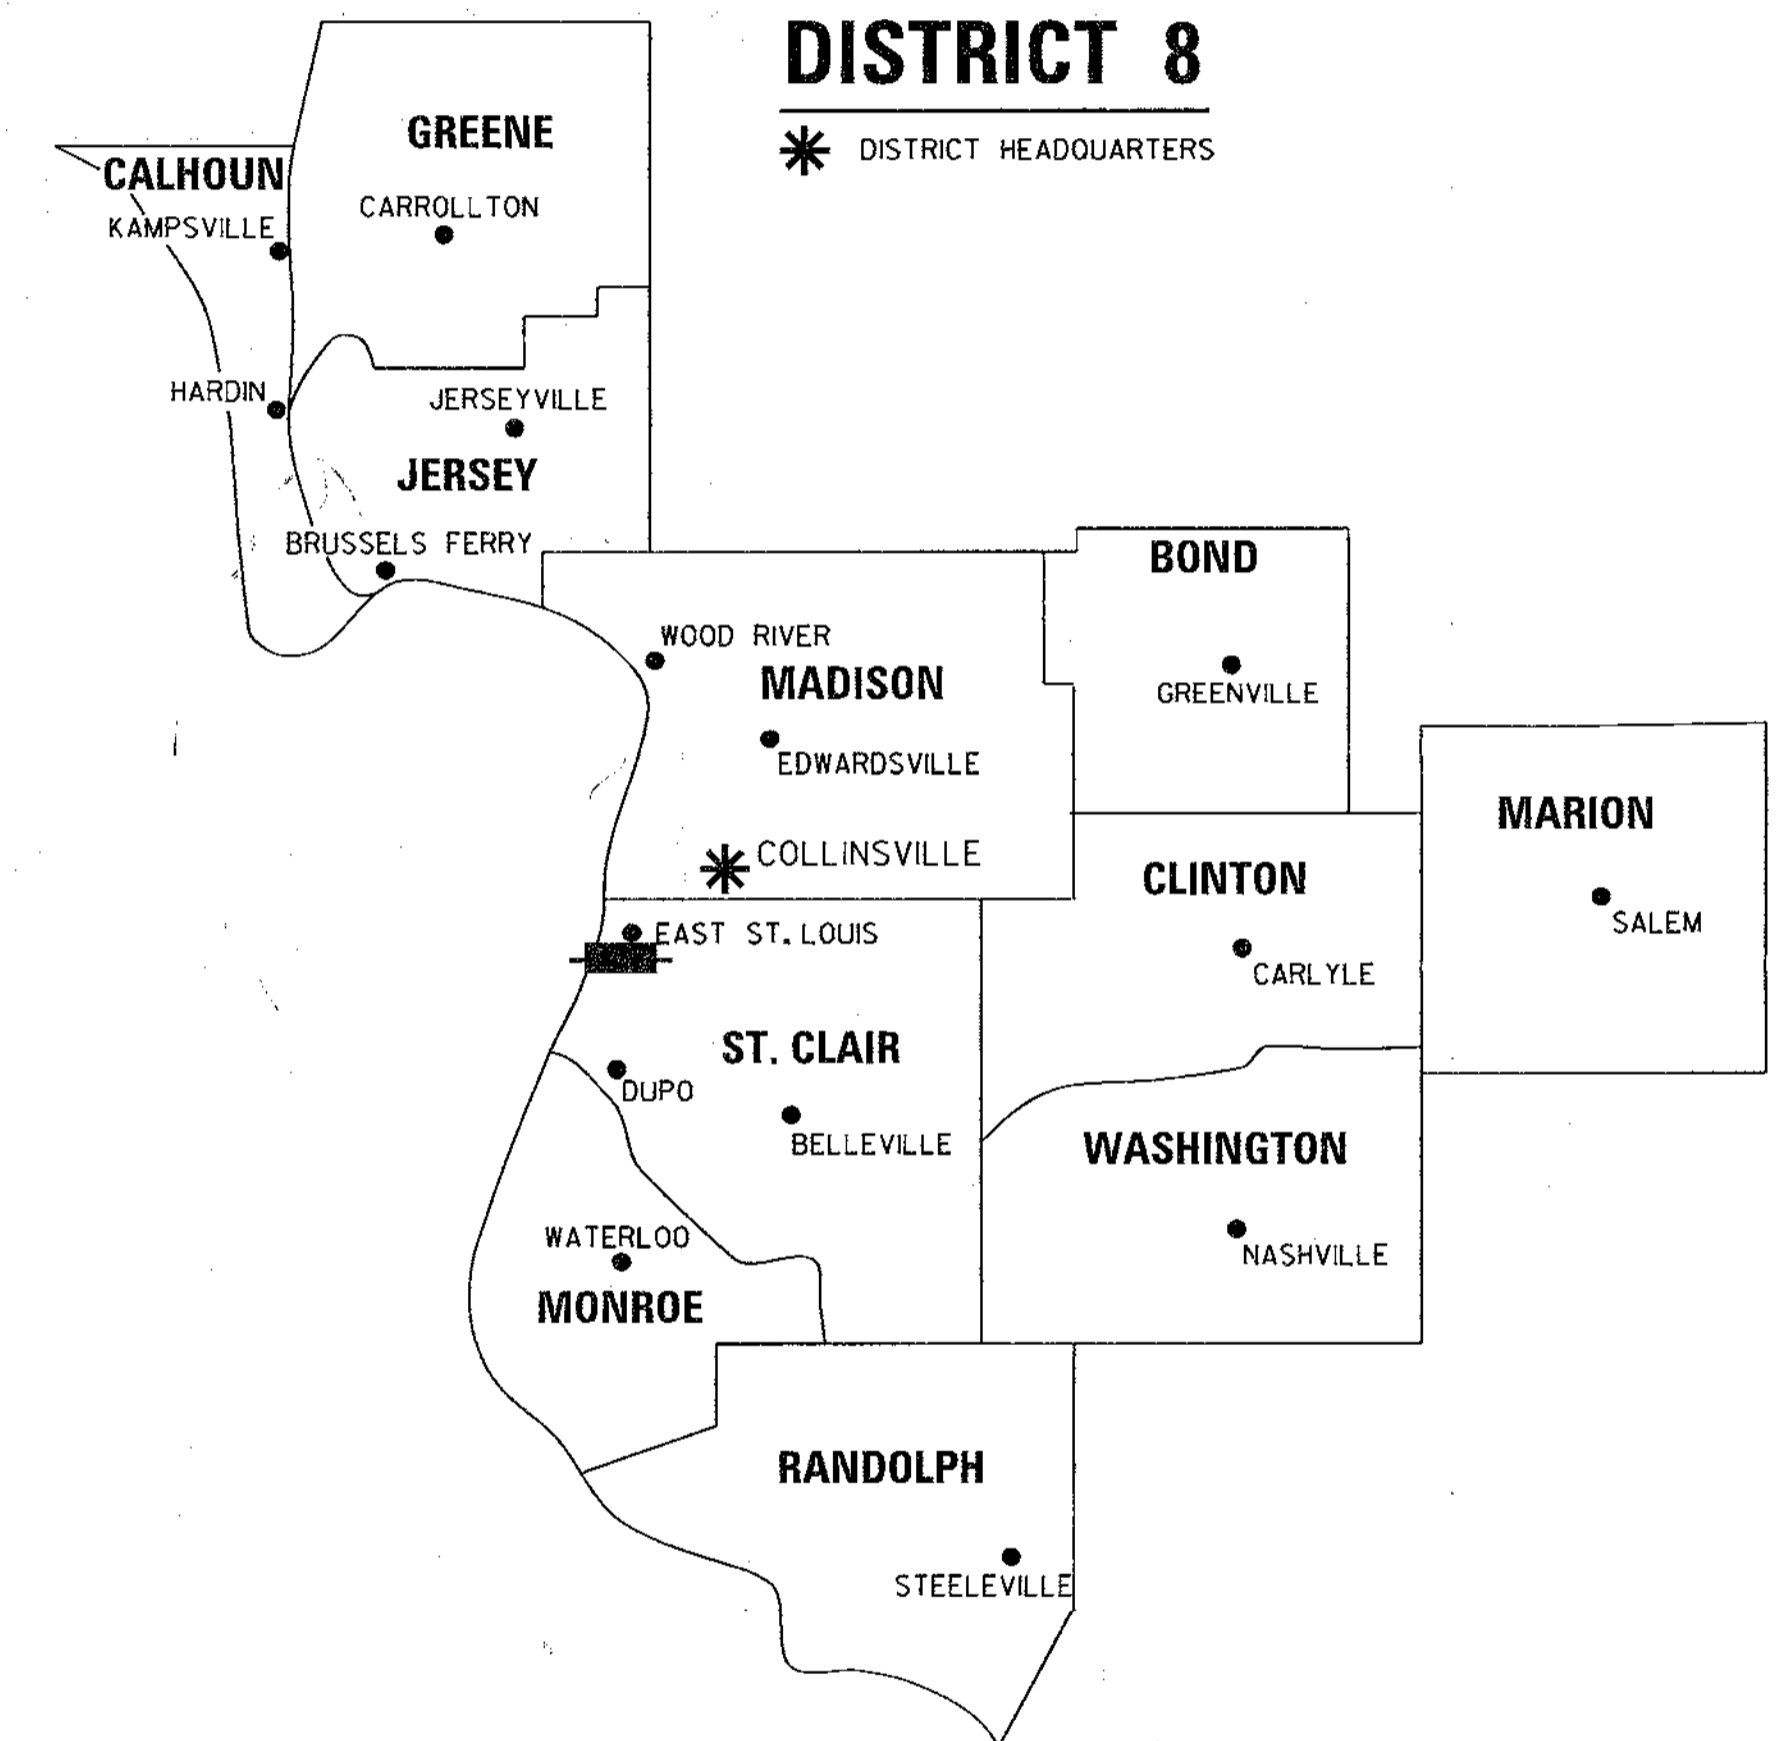 DISTRICT 8
DISTRICT HEADQUARTERS
GREENE
CALHOUN
CARROLLTON
KAMPSVILLE
HARDIN
JERSEYVILLE
JERSEY
BRUSSELS FERRY
BOND
WOOD RIVER
MADISON
GREENVILLE
EDWARDSVILLE
MARION
COLLINSVILLE
CLINTON
SALEM
EAST ST. LOUIS
CARLYLE
ST. CLAIR
DUPO
BELLEVILLE
WASHINGTON
WATERLOO
NASHVILLE
MONROE
RANDOLPH
STEELEVILLE